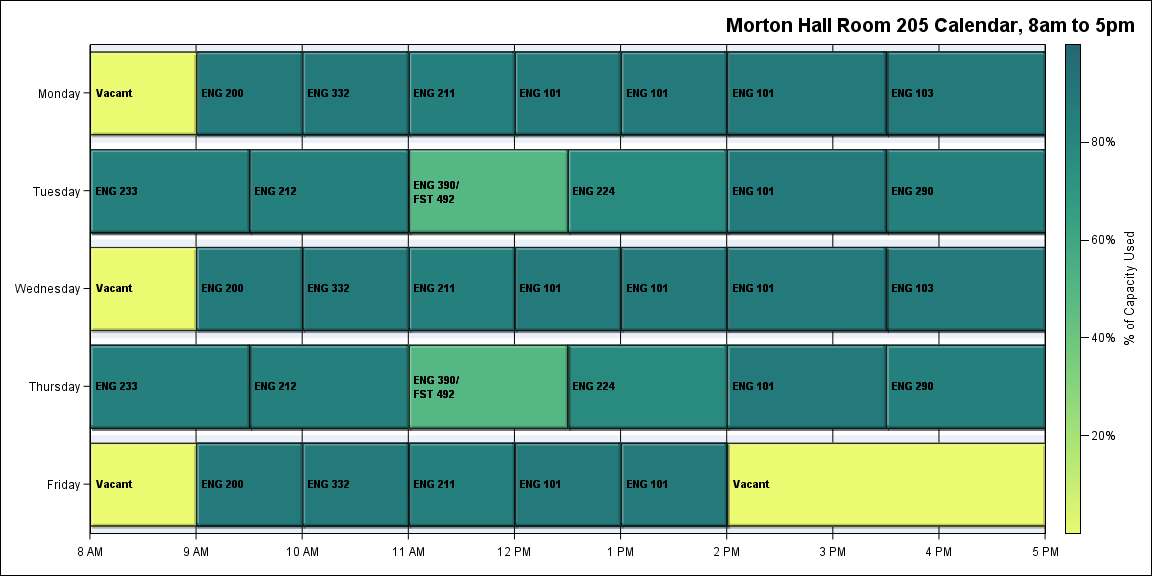 Morton Hall Room 205 Calendar, 8am to 5pm
Monday
Vacant
ENG 200
ENG 332
ENG 211
ENG 101
ENG 101
ENG 101
ENG 103
Tuesday
ENG 233
ENG 212
ENG 390/
FST 492
ENG 224
ENG 101
ENG 290
Wednesday
Vacant
ENG 200
ENG 332
ENG 211
ENG 101
ENG 101
ENG 101
ENG 103
Thursday
ENG 233
ENG 212
ENG 390/
FST 492
ENG 224
ENG 101
ENG 290
Friday
Vacant
ENG 200
ENG 332
ENG 211
ENG 101
ENG 101
Vacant
8 AM
9 AM
10 AM
11 AM
12 PM
1 PM
2 PM
3 PM
4 PM
5 PM
80%
60%
40%
20%
% of Capacity Used